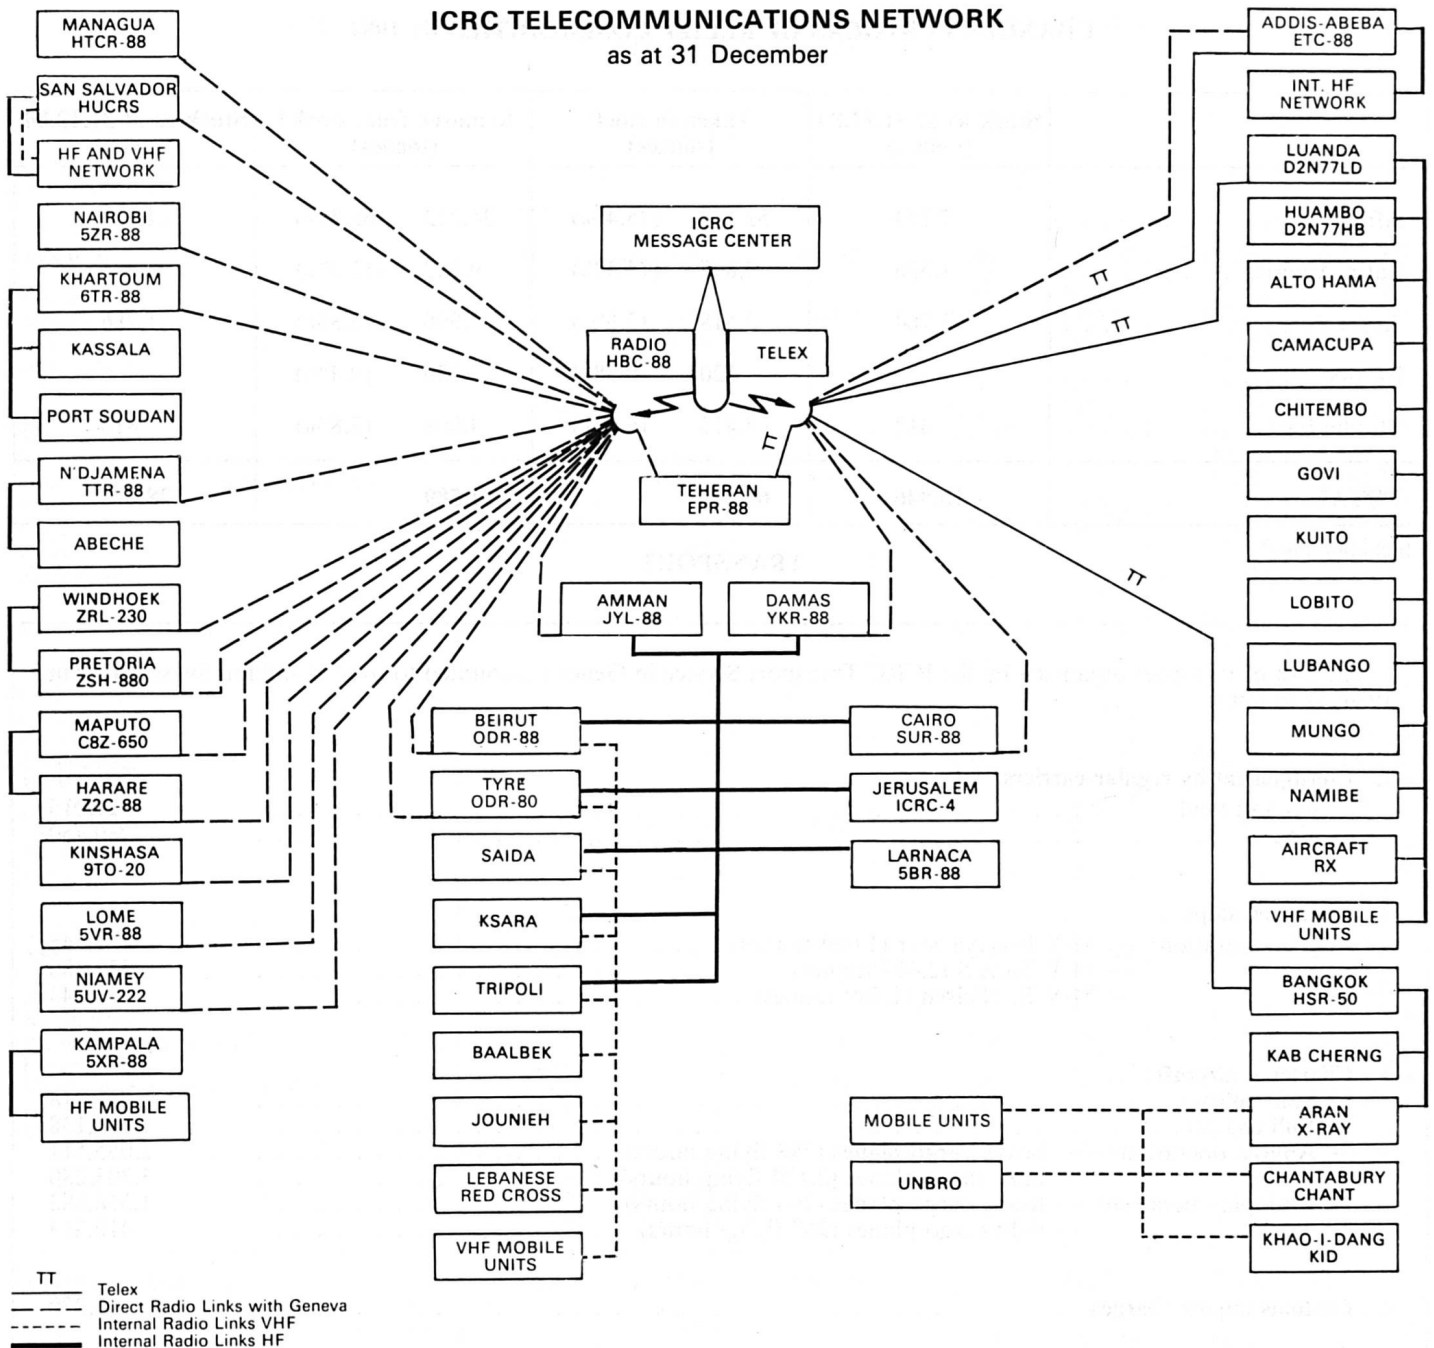 ICRC TELECOMMUNICATIONS NETWORK
as at 31 December
MANAGUA
HTCR-88
SAN SALVADOR
HUCRS
HF AND VHF
NETWORK
NAIROBI
5ZR-88
KHARTOUM
6TR-88
KASSALA
PORT SOUDAN
N'DJAMENA
TTR-88
ABECHE
WINDHOEK
ZRL-230
PRETORIA
ZSH-880
MAPUTO
C8Z-650
HARARE
Z2C-88
KINSHASA
9TO-20
LOME
5VR-88
NIAMEY
5UV-222
KAMPALA
5XR-88
HF MOBILE
UNITS
ICRC
MESSAGE CENTER
RADIO
HBC-88
TELEX
TT
TEHERAN
EPR-88
AMMAN
JYL-88
DAMAS
YKR-88
BEIRUT
ODR-88
TYRE
ODR-80
SAIDA
KSARA
TRIPOLI
BAALBEK
JOUNIEH
LEBANESE
RED CROSS
VHF MOBILE
UNITS
CAIRO
SUR-88
JERUSALEM
ICRC-4
LARNACA
5BR-88
MOBILE UNITS
UNBRO
TT
TT
TT
ADDIS-ABEBA
ETC-88
INT. HF
NETWORK
LUANDA
D2N77LD
HUAMBO
D2N77HB
ALTO HAMA
CAMACUPA
CHITEMBO
GOVI
KUITO
LOBITO
LUBANGO
MUNGO
NAMIBE
AIRCRAFT
RX
VHF MOBILE
UNITS
BANGKOK
HSR-50
KAB CHERNG
ARAN
X-RAY
CHANTABURY
CHANT
KHAO-I-DANG
KID
TT
Telex
Direct Radio Links with Geneva
Internal Radio Links VHF
Internal Radio Links HF